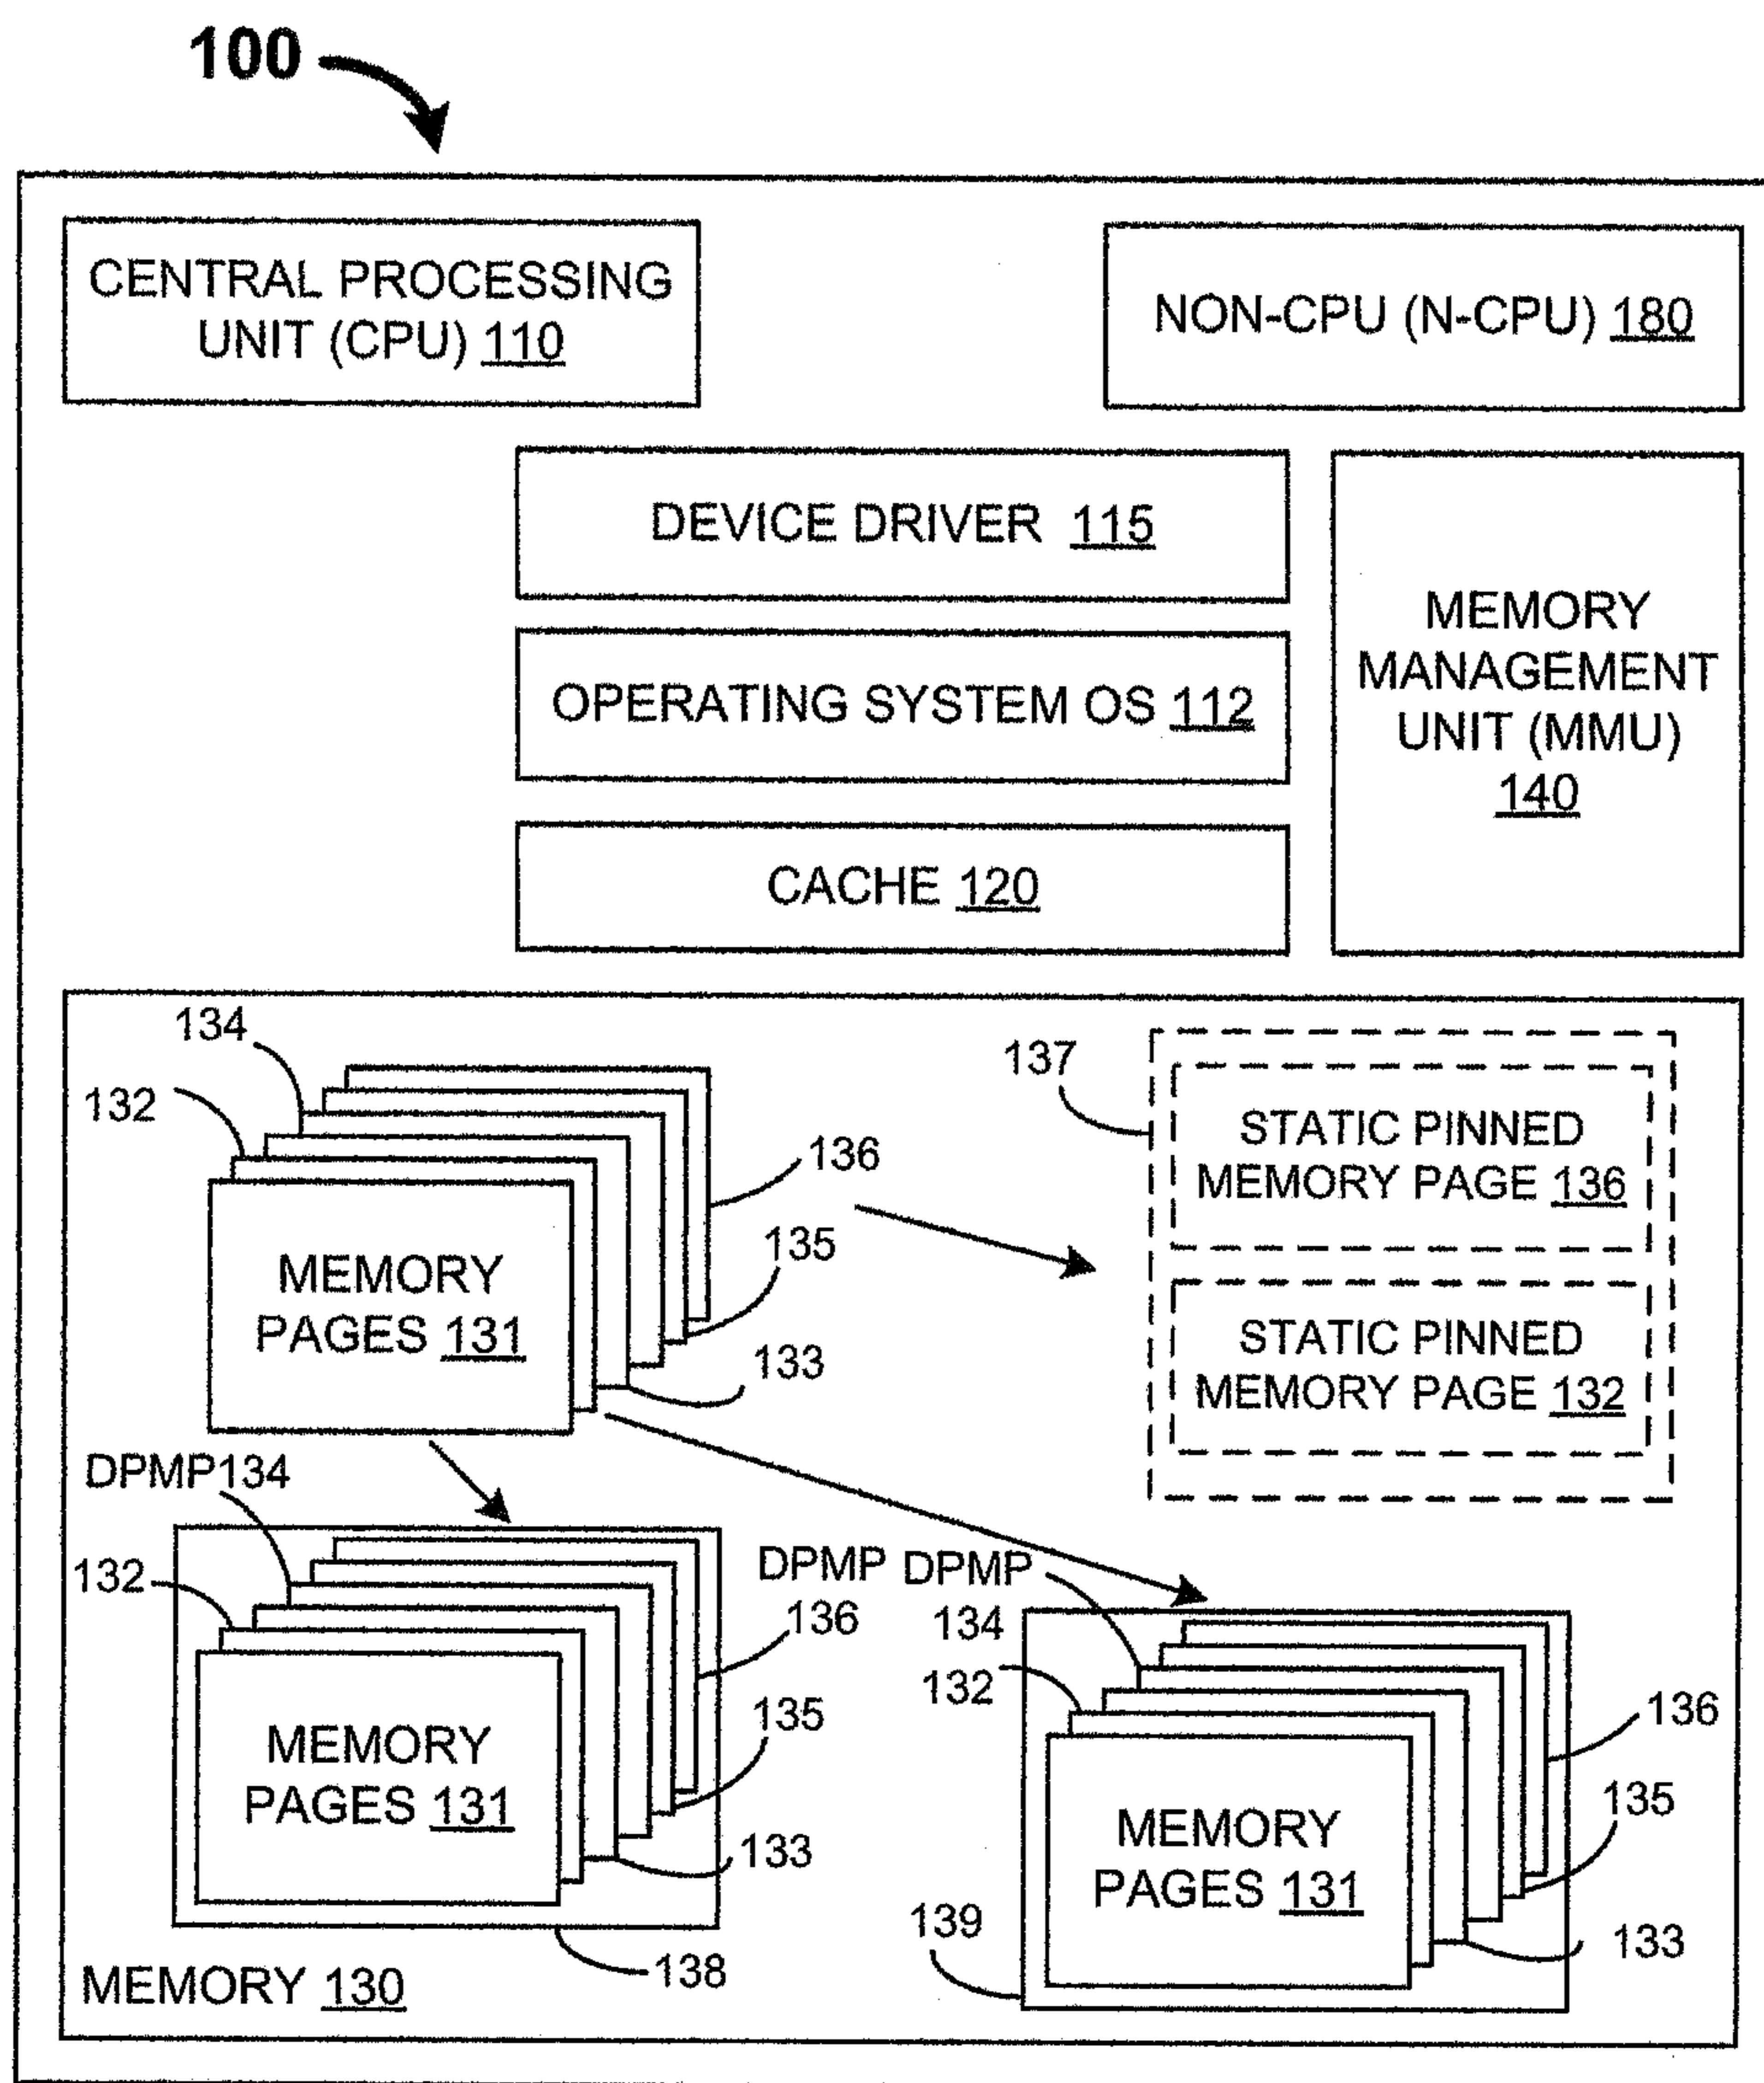 100
CENTRAL PROCESSING
UNIT (CPU) 110
NON-CPU (N-CPU) 180
DEVICE DRIVER 115
OPERATING SYSTEM OS 112
CACHE 120
MEMORY
MANAGEMENT
UNIT (MMU)
140
134
132
136
135
133
MEMORY
PAGES 131
137
STATIC PINNED
MEMORY PAGE 136
STATIC PINNED
MEMORY PAGE 132
DPMP134
132
DPMP
136
135
133
MEMORY
PAGES 131
138
DPMP
134
132
136
135
133
MEMORY
PAGES 131
139
MEMORY 130